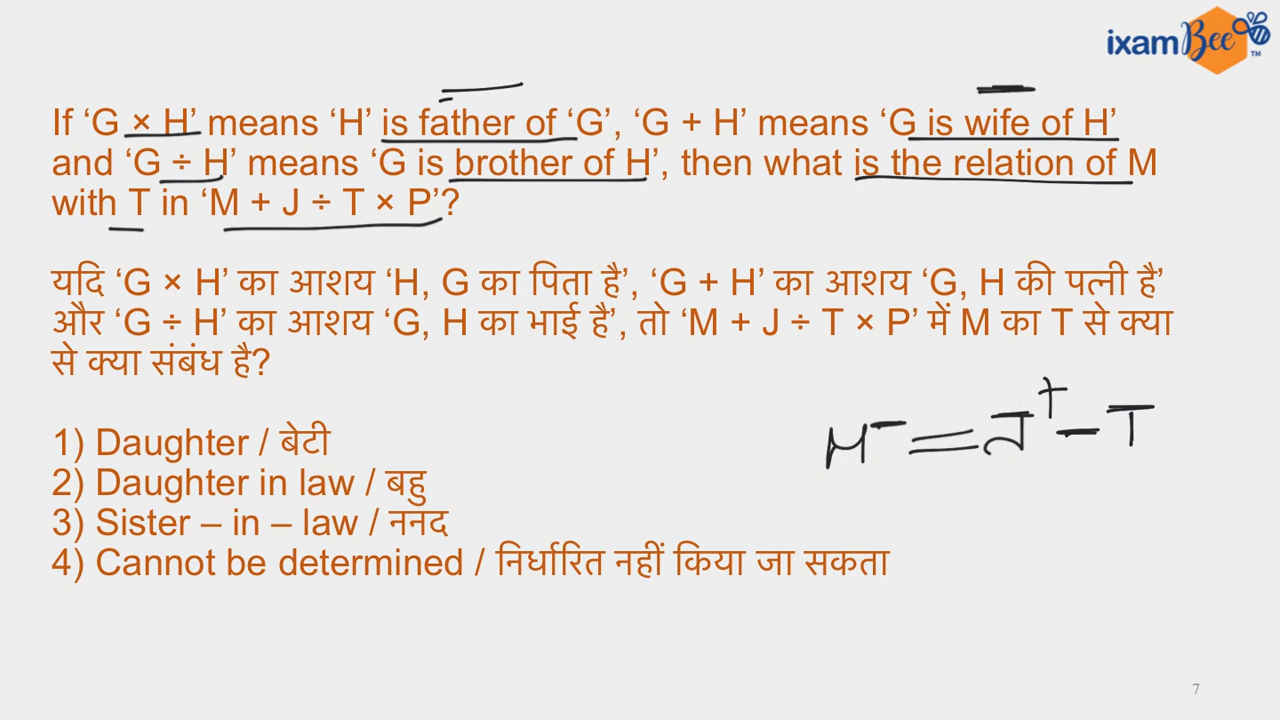 ixamBee™
If ‘G × H’ means ‘H’ is father of ‘G’, ‘G + H’ means ‘G is wife of H’
and ‘G ÷ H’ means ‘G is brother of H’, then what is the relation of M
with T in ‘M + J ÷ T × P’?
यदि ‘G × H’ का आशय ‘H, G का पिता है’, ‘G + H’ का आशय ‘G, H की पत्नी है’
और ‘G ÷ H’ का आशय ‘G, H का भाई है’, तो ‘M + J ÷ T × P’ में M का T से क्या
से क्या संबंध है?
1) Daughter / बेटी
2) Daughter in law / बहु
3) Sister – in – law / ननद
4) Cannot be determined / निर्धारित नहीं किया जा सकता
M⁻ = J⁺ – T
7